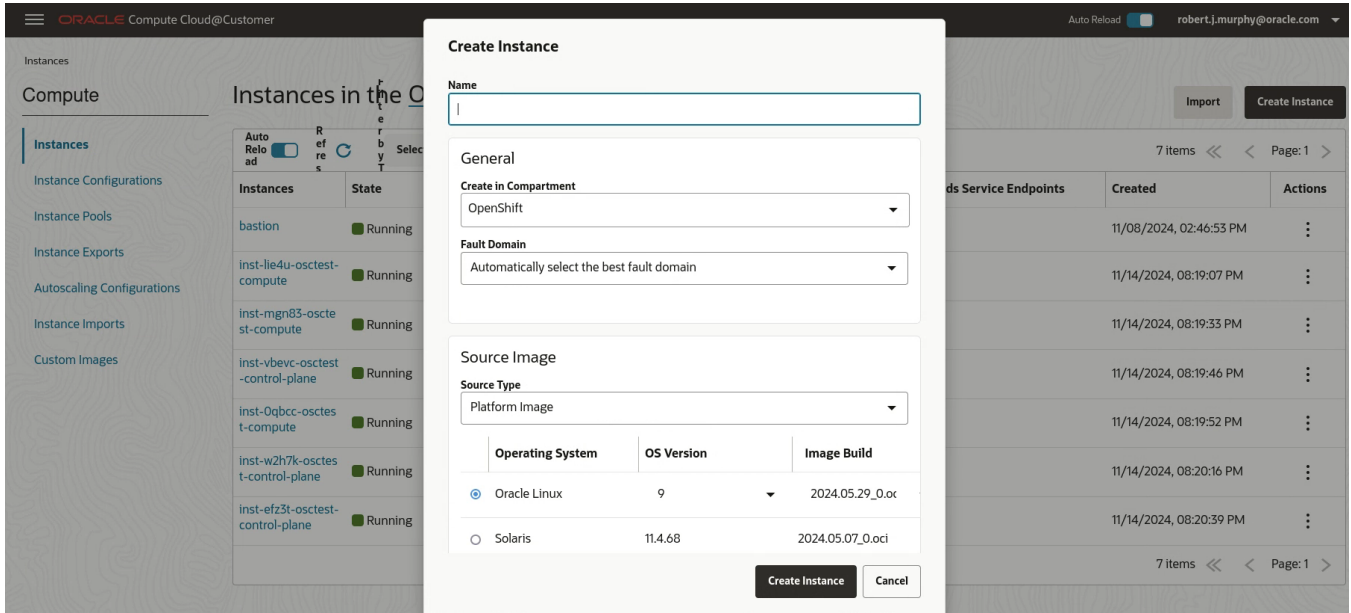 ORACLE Compute Cloud@Customer
Auto Reload
robert.j.murphy@oracle.com
Instances
Compute
Instances
Instance Configurations
Instance Pools
Instance Exports
Autoscaling Configurations
Instance Imports
Custom Images
Instances in the O
Import
Create Instance
Auto
Relo
ad
R
ef
re
s
t
e
r
b
y
T
Selec
7 items
Page: 1
Instances
State
ds Service Endpoints
Created
Actions
bastion
Running
11/08/2024, 02:46:53 PM
inst-lie4u-osctest-
compute
Running
11/14/2024, 08:19:07 PM
inst-mgn83-oscte
st-compute
Running
11/14/2024, 08:19:33 PM
inst-vbevc-osctest
-control-plane
Running
11/14/2024, 08:19:46 PM
inst-0qbcc-osctes
t-compute
Running
11/14/2024, 08:19:52 PM
inst-w2h7k-osctes
t-control-plane
Running
11/14/2024, 08:20:16 PM
inst-efz3t-osctest-
control-plane
Running
11/14/2024, 08:20:39 PM
7 items
Page: 1
Create Instance
Name
General
Create in Compartment
OpenShift
Fault Domain
Automatically select the best fault domain
Source Image
Source Type
Platform Image
Operating System
OS Version
Image Build
Oracle Linux
9
2024.05.29_0.oc
Solaris
11.4.68
2024.05.07_0.oci
Create Instance
Cancel